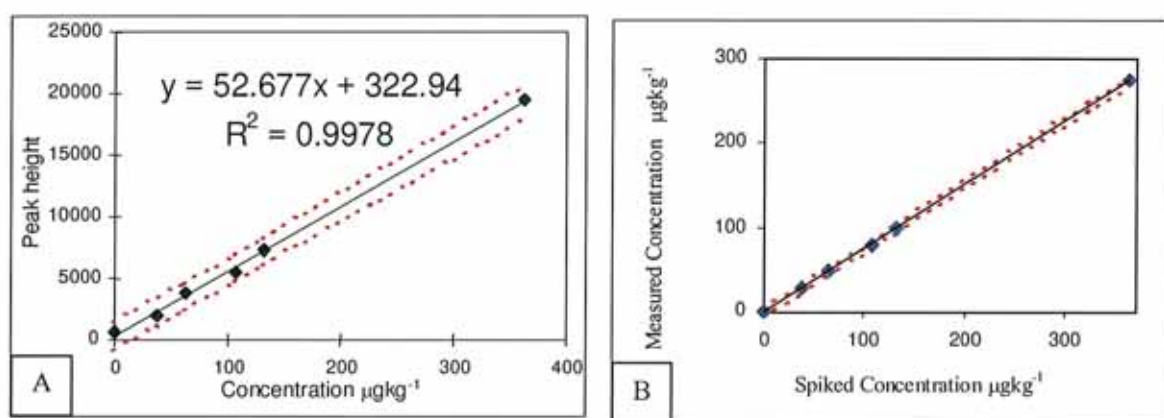 25000
20000
15000
10000
5000
0
Peak height
y = 52.677x + 322.94
R² = 0.9978
0 100 200 300 400
Concentration µgkg⁻¹
A
300
200
100
0
Measured Concentration µgkg⁻¹
0 100 200 300
Spiked Concentration µgkg⁻¹
B